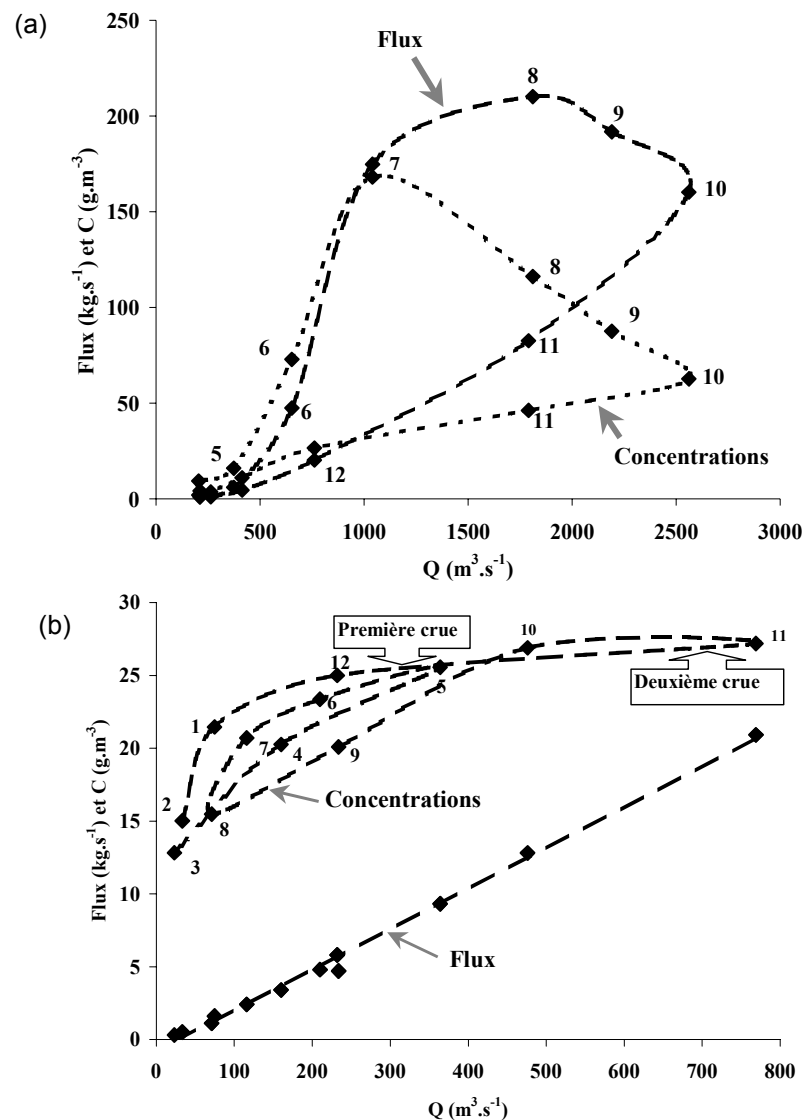 (a)
Flux (kg.s⁻¹) et C (g.m⁻³)
250
200
150
100
50
0
Flux
8
9
7
10
8
6
9
6
11
10
5
11
12
Concentrations
0 500 1000 1500 2000 2500 3000
Q (m³.s⁻¹)
(b)
Flux (kg.s⁻¹) et C (g.m⁻³)
30
25
20
15
10
5
0
Première crue
10
11
12
Deuxième crue
1
6
5
7
4
9
2
8
Concentrations
3
Flux
0 100 200 300 400 500 600 700 800
Q (m³.s⁻¹)